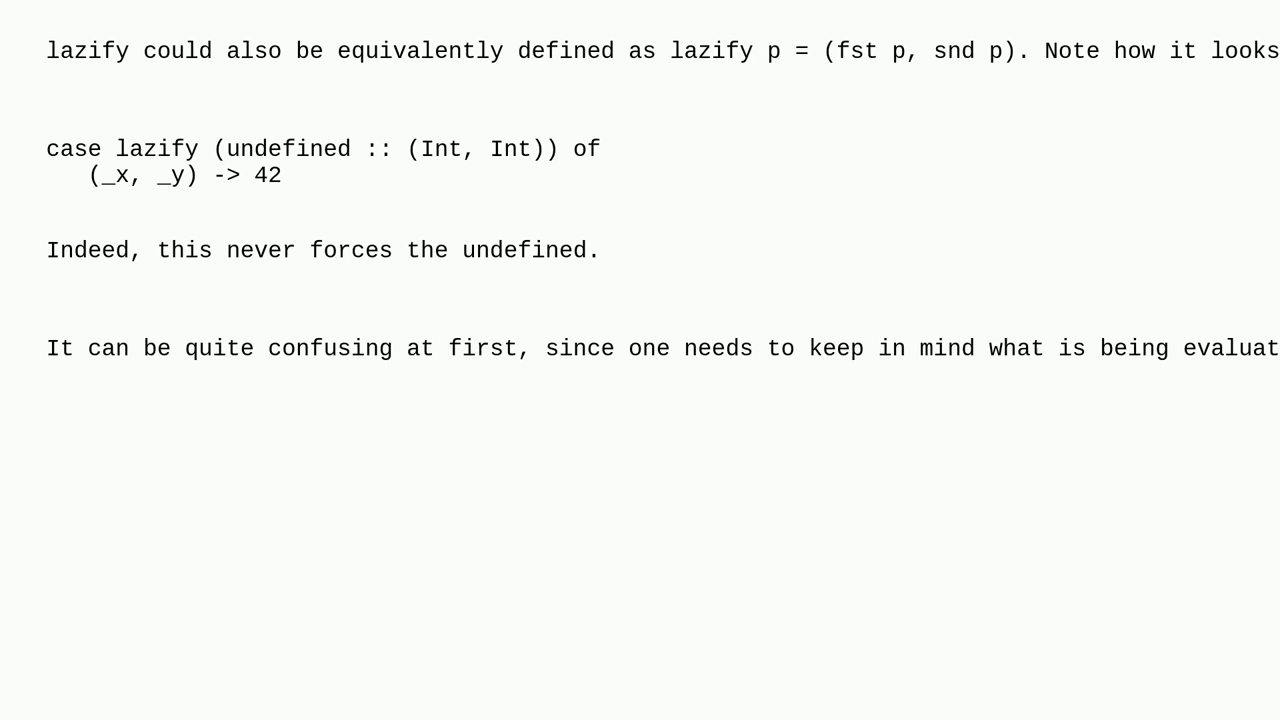 lazify could also be equivalently defined as lazify p = (fst p, snd p). Note how it looks
case lazify (undefined :: (Int, Int)) of
   (_x, _y) -> 42
Indeed, this never forces the undefined.
It can be quite confusing at first, since one needs to keep in mind what is being evaluat